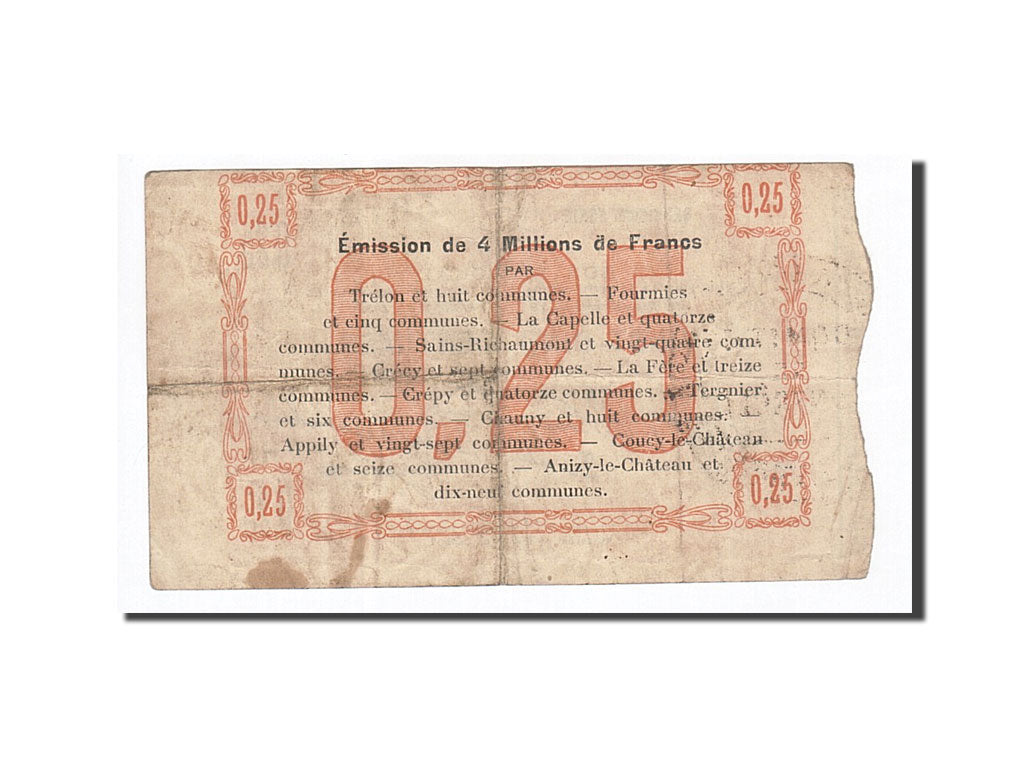 0,25 0,25
Émission de 4 Millions de Francs
PAR
Trélon et huit communes. — Fourmies
et cinq communes. — La Capelle et quatorze
communes. — Sains-Richaumont et vingt-quatre com-
munes. — Crécy et sept communes. — La Fère et treize
communes. — Crépy et quatorze communes. — Tergnier
et six communes. — Chauny et huit communes. —
Appily et vingt-sept communes. — Coucy-le-Château
et seize communes. — Anizy-le-Château et
dix-neuf communes.
0,25
0,25 0,25